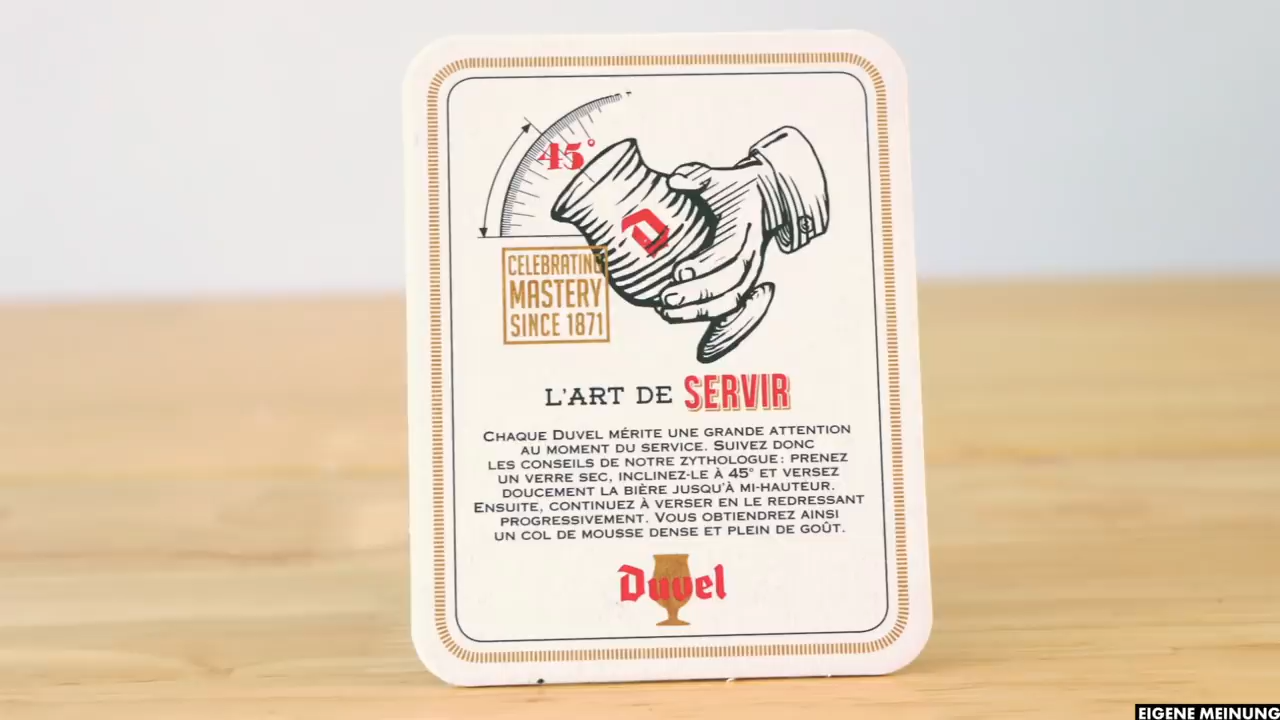 45°
D
CELEBRATING
MASTERY
SINCE 1871
L'ART DE SERVIR
CHAQUE DUVEL MÉRITE UNE GRANDE ATTENTION
AU MOMENT DU SERVICE. SUIVEZ DONC
LES CONSEILS DE NOTRE ZYTHOLOGUE : PRENEZ
UN VERRE SEC, INCLINEZ-LE À 45° ET VERSEZ
DOUCEMENT LA BIÈRE JUSQU'À MI-HAUTEUR.
ENSUITE, CONTINUEZ À VERSER EN LE REDRESSANT
PROGRESSIVEMENT. VOUS OBTIENDREZ AINSI
UN COL DE MOUSSE DENSE ET PLEIN DE GOÛT.
Duvel
EIGENE MEINUNG